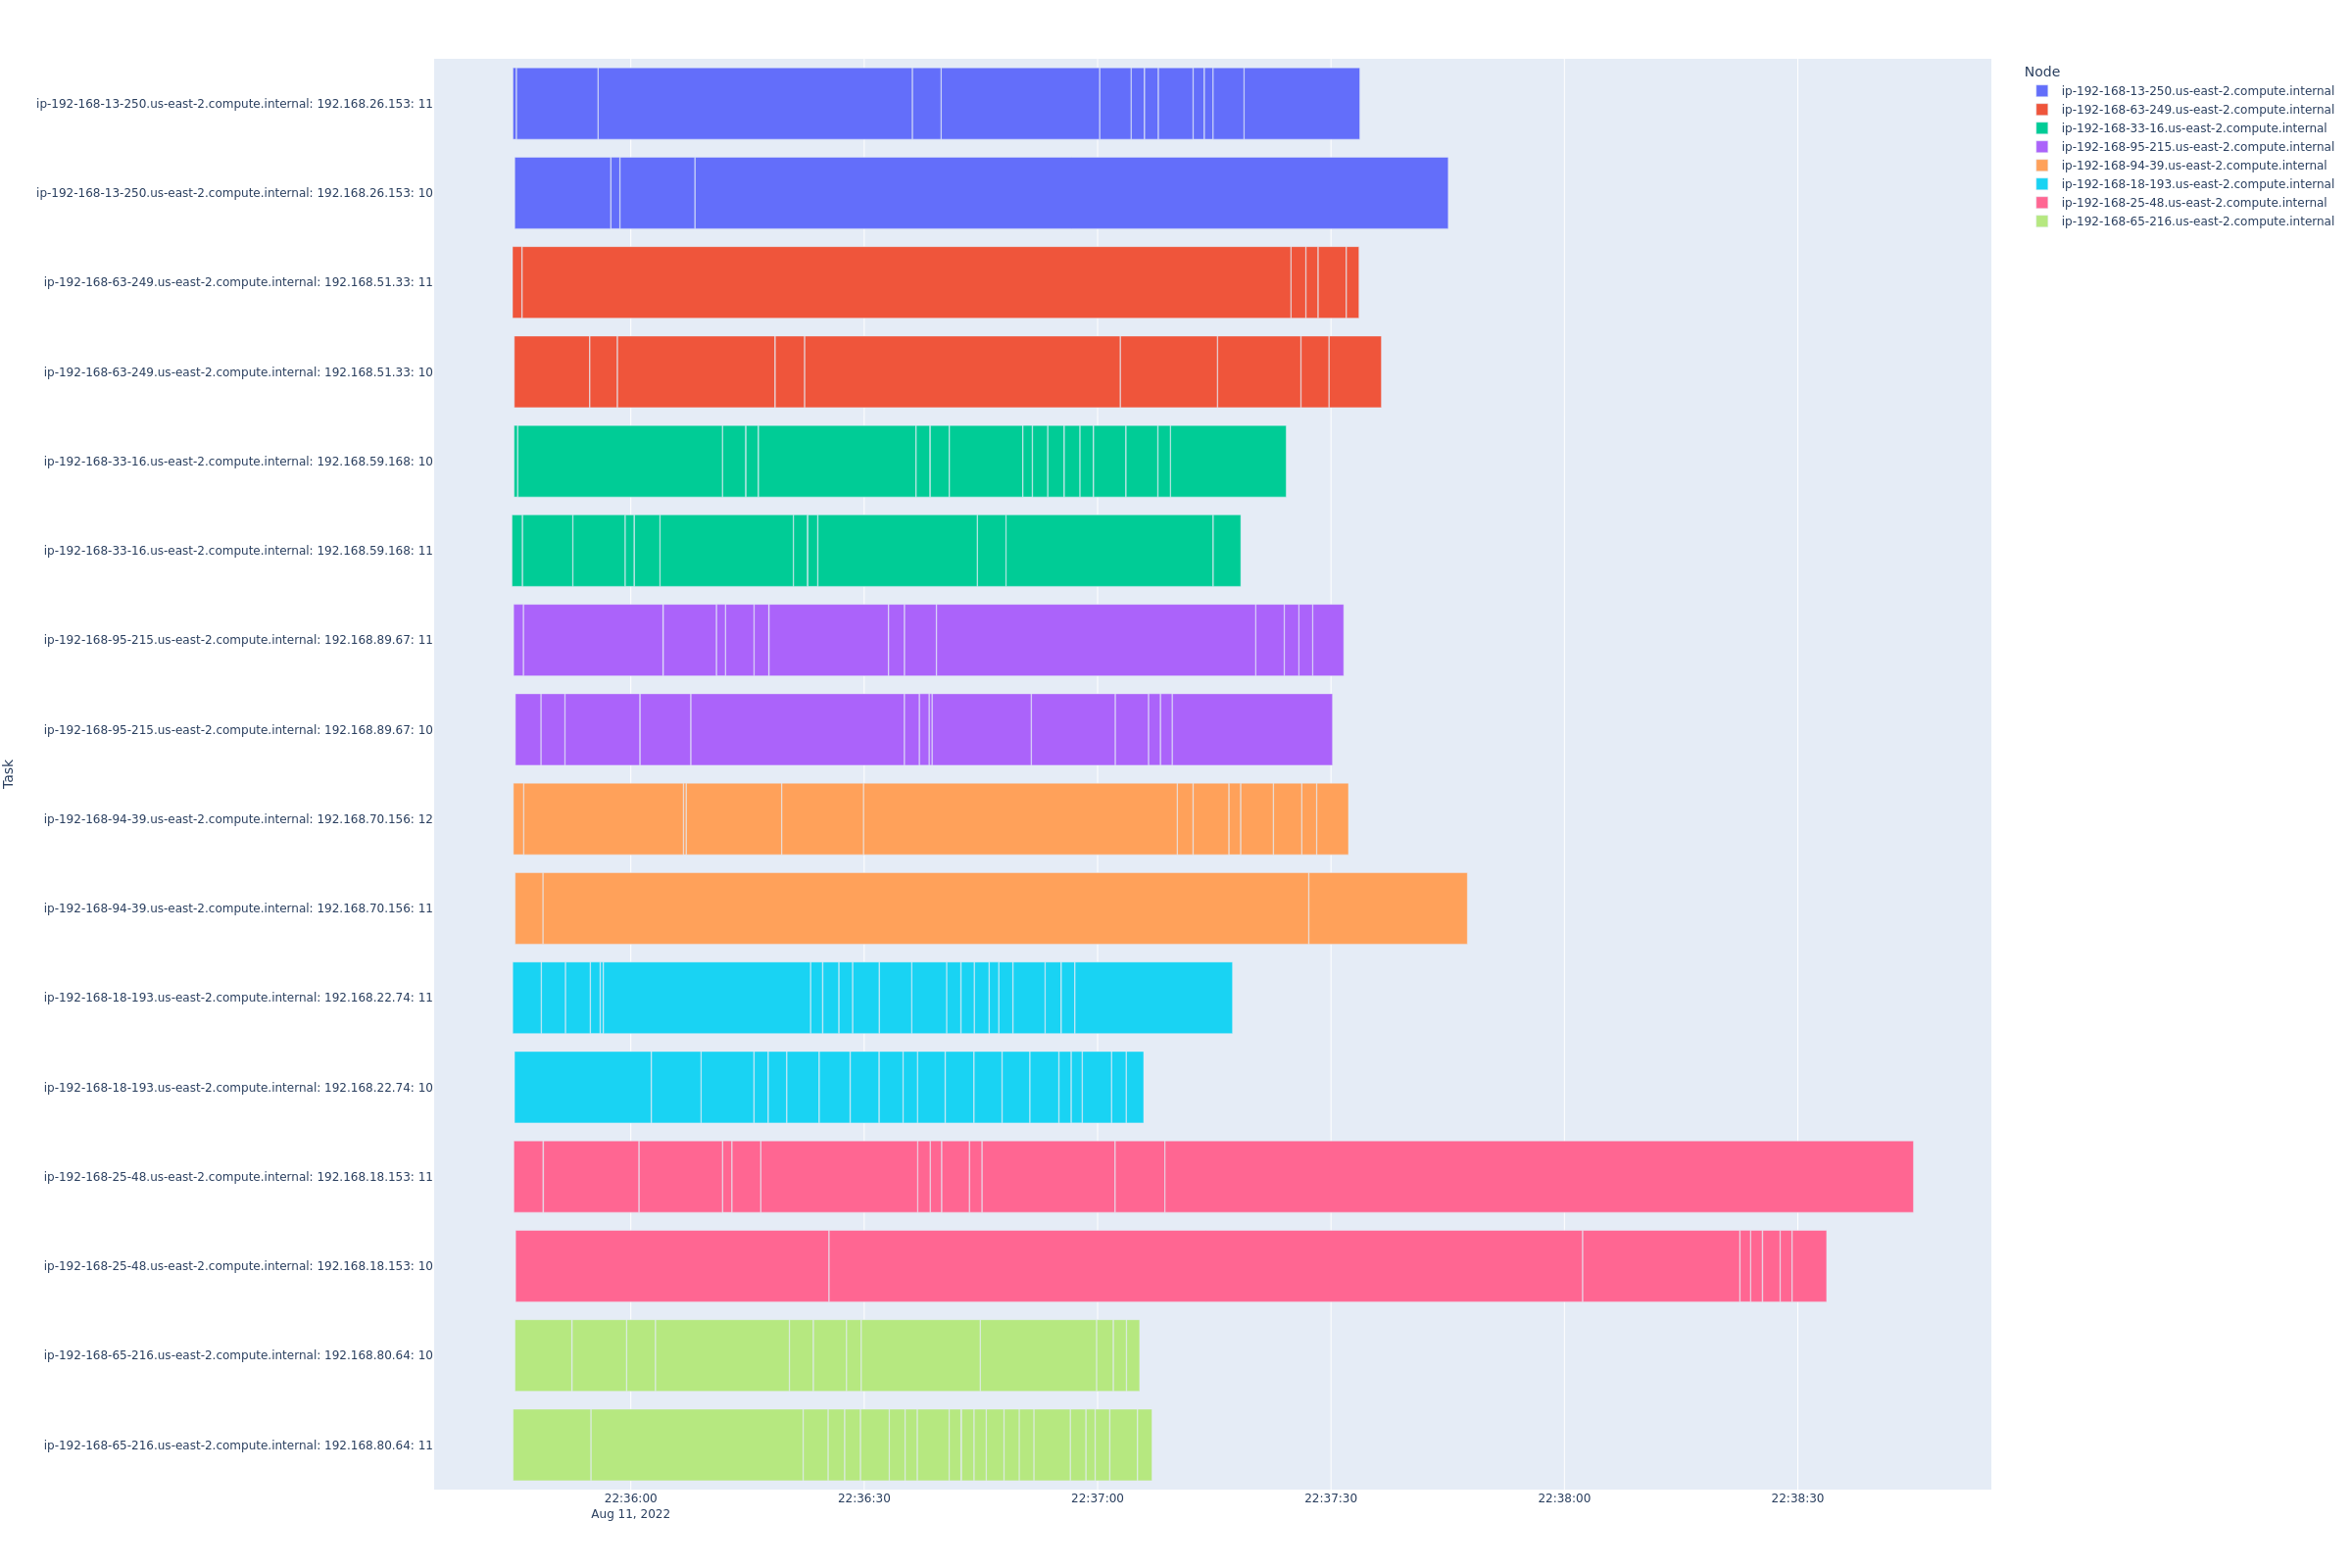 Node
ip-192-168-13-250.us-east-2.compute.internal
ip-192-168-63-249.us-east-2.compute.internal
ip-192-168-33-16.us-east-2.compute.internal
ip-192-168-95-215.us-east-2.compute.internal
ip-192-168-94-39.us-east-2.compute.internal
ip-192-168-18-193.us-east-2.compute.internal
ip-192-168-25-48.us-east-2.compute.internal
ip-192-168-65-216.us-east-2.compute.internal
ip-192-168-13-250.us-east-2.compute.internal: 192.168.26.153: 11
ip-192-168-13-250.us-east-2.compute.internal: 192.168.26.153: 10
ip-192-168-63-249.us-east-2.compute.internal: 192.168.51.33: 11
ip-192-168-63-249.us-east-2.compute.internal: 192.168.51.33: 10
ip-192-168-33-16.us-east-2.compute.internal: 192.168.59.168: 10
ip-192-168-33-16.us-east-2.compute.internal: 192.168.59.168: 11
ip-192-168-95-215.us-east-2.compute.internal: 192.168.89.67: 11
ip-192-168-95-215.us-east-2.compute.internal: 192.168.89.67: 10
Task
ip-192-168-94-39.us-east-2.compute.internal: 192.168.70.156: 12
ip-192-168-94-39.us-east-2.compute.internal: 192.168.70.156: 11
ip-192-168-18-193.us-east-2.compute.internal: 192.168.22.74: 11
ip-192-168-18-193.us-east-2.compute.internal: 192.168.22.74: 10
ip-192-168-25-48.us-east-2.compute.internal: 192.168.18.153: 11
ip-192-168-25-48.us-east-2.compute.internal: 192.168.18.153: 10
ip-192-168-65-216.us-east-2.compute.internal: 192.168.80.64: 10
ip-192-168-65-216.us-east-2.compute.internal: 192.168.80.64: 11
22:36:00 22:36:30 22:37:00 22:37:30 22:38:00 22:38:30
Aug 11, 2022